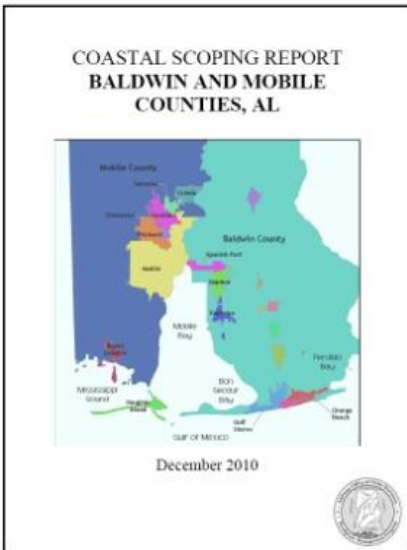 COASTAL SCOPING REPORT
BALDWIN AND MOBILE
COUNTIES, AL
Mobile County
Baldwin County
Spanish Fort
Mobile
Mobile
Bay
Perdido
Bay
Bon
Secour
Bay
Mississippi
Sound
Gulf
Shores
Orange
Beach
Gulf of Mexico
December 2010